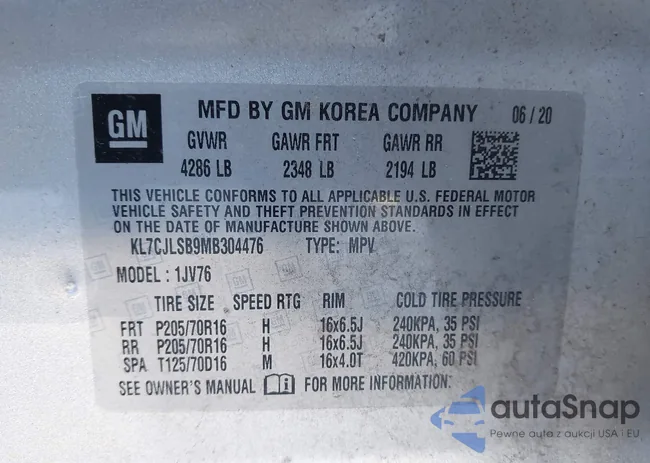 GM MFD BY GM KOREA COMPANY 06/20
GVWR GAWR FRT GAWR RR
4286 LB 2348 LB 2194 LB
THIS VEHICLE CONFORMS TO ALL APPLICABLE U.S. FEDERAL MOTOR
VEHICLE SAFETY AND THEFT PREVENTION STANDARDS IN EFFECT
ON THE DATE OF MANUFACTURE SHOWN ABOVE.
KL7CJLSB9MB304476 TYPE: MPV
MODEL: 1JV76
TIRE SIZE SPEED RTG RIM COLD TIRE PRESSURE
FRT P205/70R16 H 16x6.5J 240KPA, 35 PSI
RR P205/70R16 H 16x6.5J 240KPA, 35 PSI
SPA T125/70D16 M 16x4.0T 420KPA, 60 PSI
SEE OWNER'S MANUAL FOR MORE INFORMATION.
autaSnap
Pewne auta z aukcji USA i EU